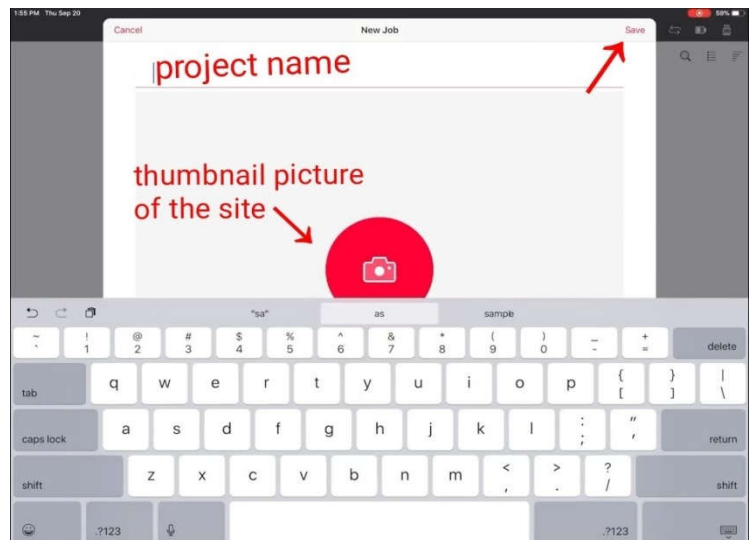 1:55 PM Thu Sep 20 59%
Cancel New Job Save
project name
thumbnail picture
of the site
"sa" as sample
~ ! @ # $ % ^ & * ( ) _ +
` 1 2 3 4 5 6 7 8 9 0 - = delete
tab q w e r t y u i o p { [ } ] | \
caps lock a s d f g h j k l : ; " ' return
shift z x c v b n m < , > . ? / shift
.?123 .?123